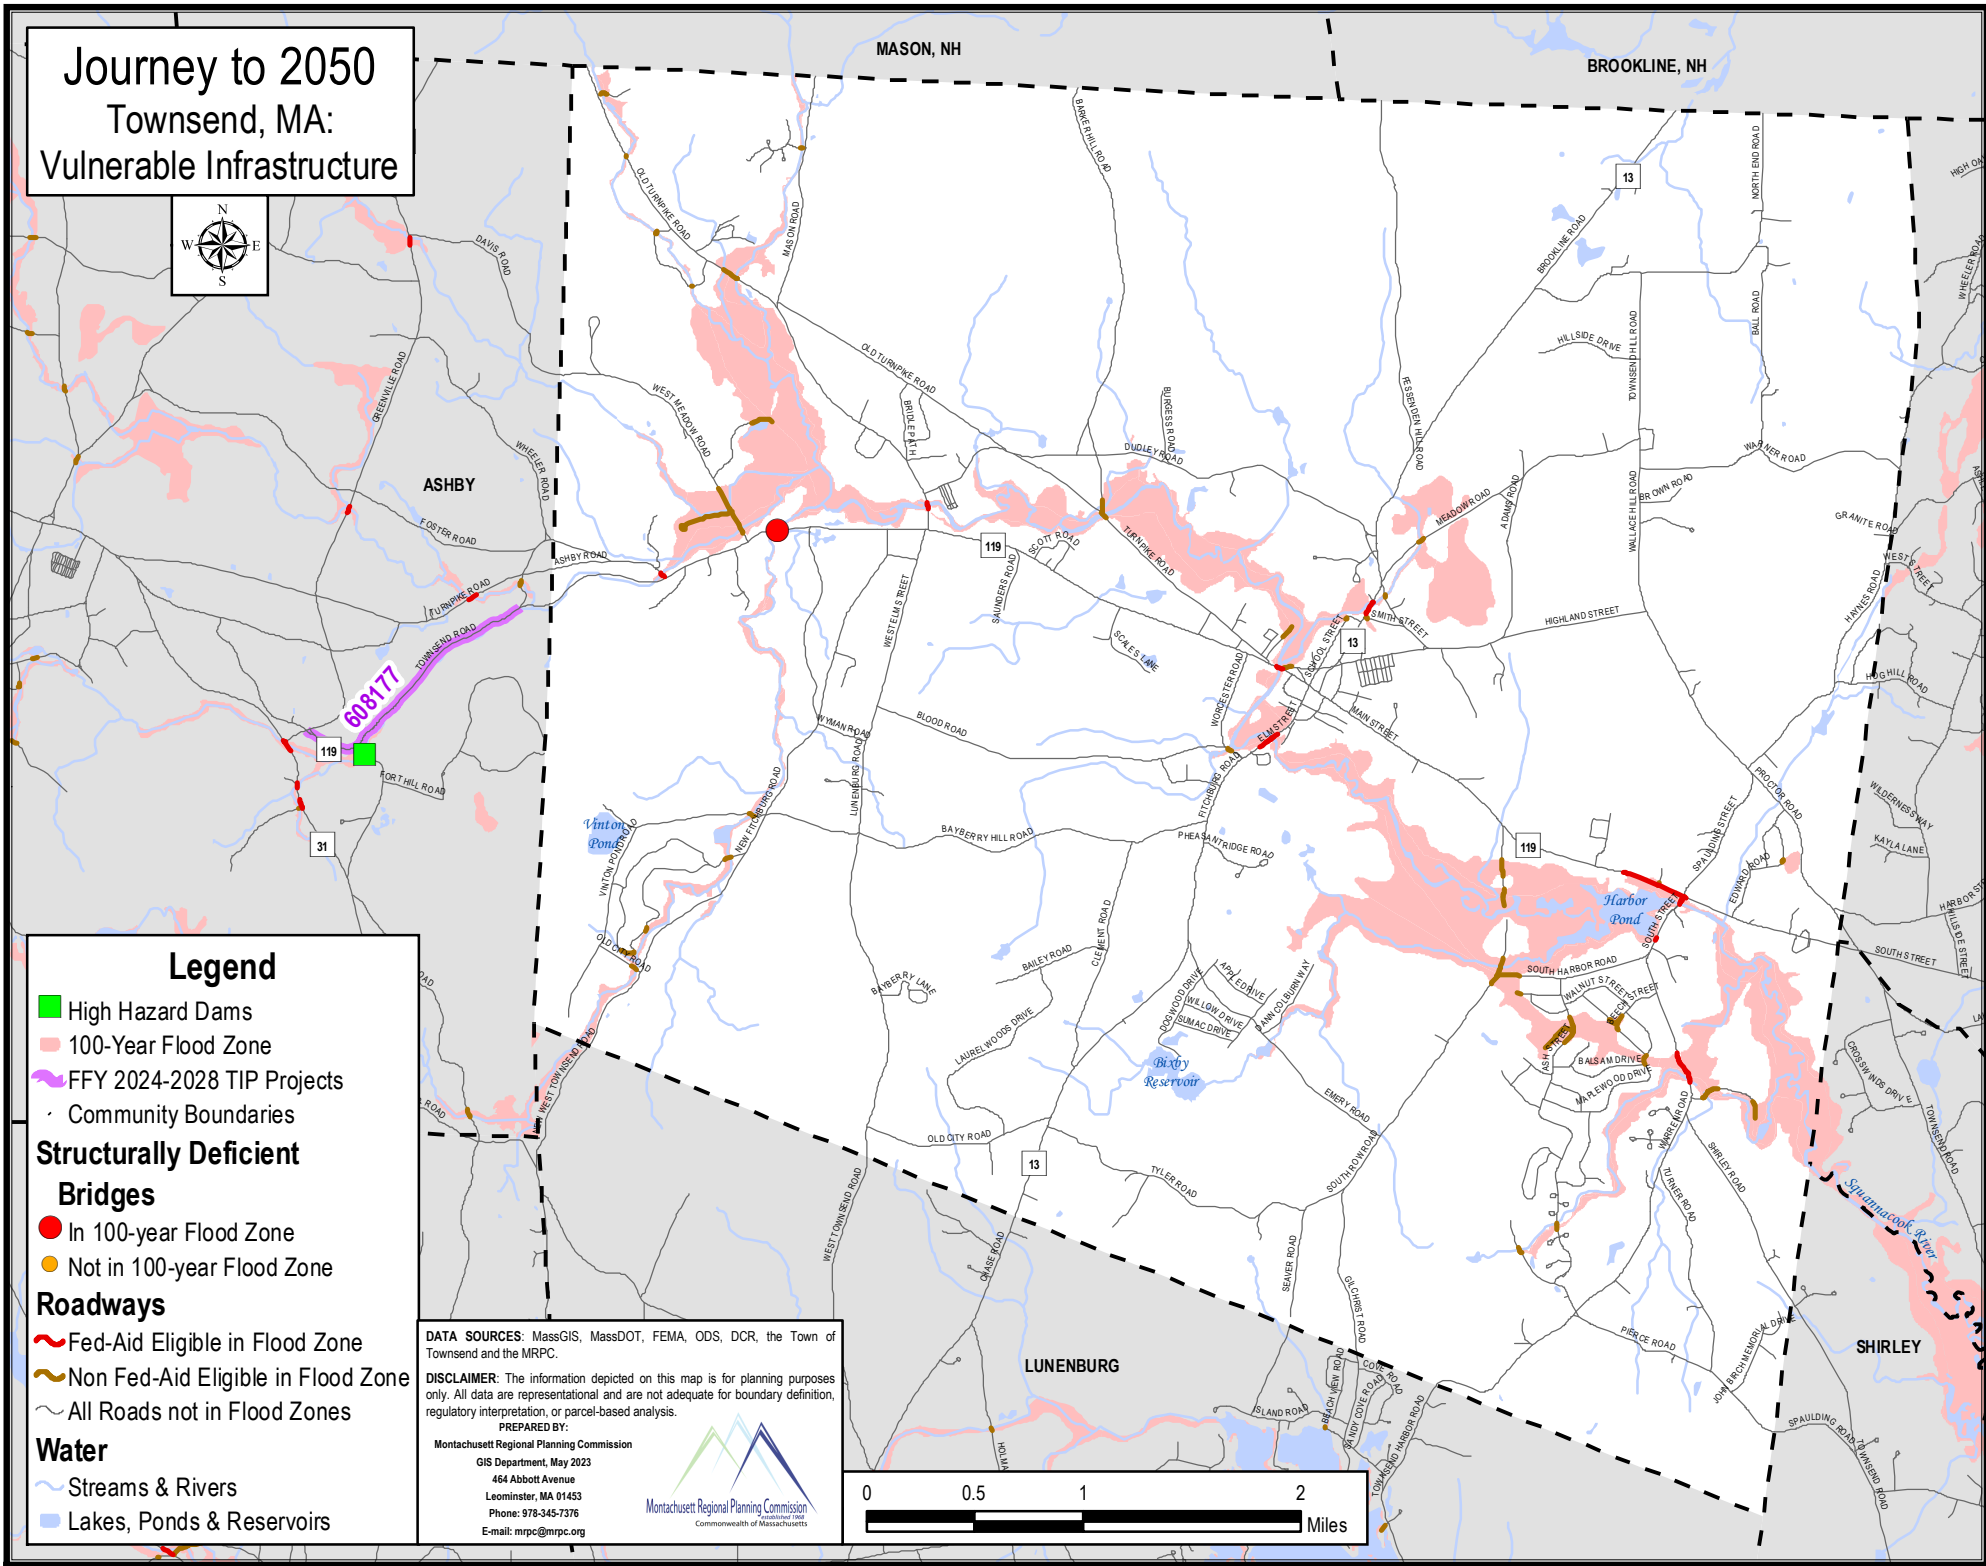 Journey to 2050
Townsend, MA:
Vulnerable Infrastructure
N
W E
S
MASON, NH
BROOKLINE, NH
ASHBY
LUNENBURG
SHIRLEY
BARKER HILL ROAD
NORTH END ROAD
13
BROOKLINE ROAD
OLD TURNPIKE ROAD
MASON ROAD
DAVIS ROAD
WHEELER ROAD
BALL ROAD
TOWNSEND HILL ROAD
HILLSIDE DRIVE
GREENVILLE ROAD
OLD TURNPIKE ROAD
WEST MEADOW ROAD
BRIDLE PATH
BURGESS ROAD
FESSENDEN HILL ROAD
DUDLEY ROAD
WARNER ROAD
WHEELER ROAD
BROWN ROAD
WALLACE HILL ROAD
ADAMS ROAD
MEADOW ROAD
GRANITE ROAD
WEST STREET
FOSTER ROAD
ASHBY ROAD
119
SCOTT ROAD
TURNPIKE ROAD
SAUNDERS ROAD
WEST ELM STREET
TURNPIKE ROAD
TOWNSEND ROAD
SCALES LANE
SMITH STREET
SCHOOL STREET
13
HIGHLAND STREET
HAYNES ROAD
HOG HILL ROAD
608177
119
FORT HILL ROAD
31
WORCESTER ROAD
MAIN STREET
ELM STREET
WYMAN ROAD
BLOOD ROAD
LUNENBURG ROAD
NEW FITCHBURG ROAD
FITCHBURG ROAD
PROCTOR ROAD
WILDERNESS WAY
KAYLA LANE
Vinton
Pond
VINTON POND ROAD
BAYBERRY HILL ROAD
PHEASANT RIDGE ROAD
119
SPAULDING STREET
EDWARD ROAD
Harbor
Pond
HILLSIDE STREET
SOUTH STREET
SOUTH STREET
CLEMENT ROAD
OLD CITY ROAD
BAILEY ROAD
BAYBERRY LANE
SOUTH HARBOR ROAD
WALNUT STREET
BEECH STREET
APPLE DRIVE
DOGWOOD DRIVE
WILLOW DRIVE
SUMAC DRIVE
DANN COLBURN WAY
LAUREL WOODS DRIVE
ASH STREET
BALSAM DRIVE
MAPLEWOOD DRIVE
Bixby
Reservoir
EMERY ROAD
CROSSWINDS DRIVE
TOWNSEND ROAD
NEW WEST TOWNSEND ROAD
OLD CITY ROAD
13
WARREN ROAD
SHIRLEY ROAD
TURNER ROAD
SOUTH ROW ROAD
TYLER ROAD
WEST TOWNSEND ROAD
CHASE ROAD
SEAVER ROAD
GILCHRIST ROAD
Squannacook River
PIERCE ROAD
JOHN BIRCH MEMORIAL DRIVE
SPAULDING ROAD
TOWNSEND ROAD
COVE ROAD
ISLAND ROAD
BEACH VIEW ROAD
SANDY COVE ROAD
TOWNSEND HARBOR ROAD
Legend
High Hazard Dams
100-Year Flood Zone
FFY 2024-2028 TIP Projects
Community Boundaries
Structurally Deficient
Bridges
In 100-year Flood Zone
Not in 100-year Flood Zone
Roadways
Fed-Aid Eligible in Flood Zone
Non Fed-Aid Eligible in Flood Zone
All Roads not in Flood Zones
Water
Streams & Rivers
Lakes, Ponds & Reservoirs
DATA SOURCES: MassGIS, MassDOT, FEMA, ODS, DCR, the Town of
Townsend and the MRPC.
DISCLAIMER: The information depicted on this map is for planning purposes
only. All data are representational and are not adequate for boundary definition,
regulatory interpretation, or parcel-based analysis.
PREPARED BY:
Montachusett Regional Planning Commission
GIS Department, May 2023
464 Abbott Avenue
Leominster, MA 01453
Phone: 978-345-7376
E-mail: mrpc@mrpc.org
Montachusett Regional Planning Commission
established 1968
Commonwealth of Massachusetts
0 0.5 1 2
Miles